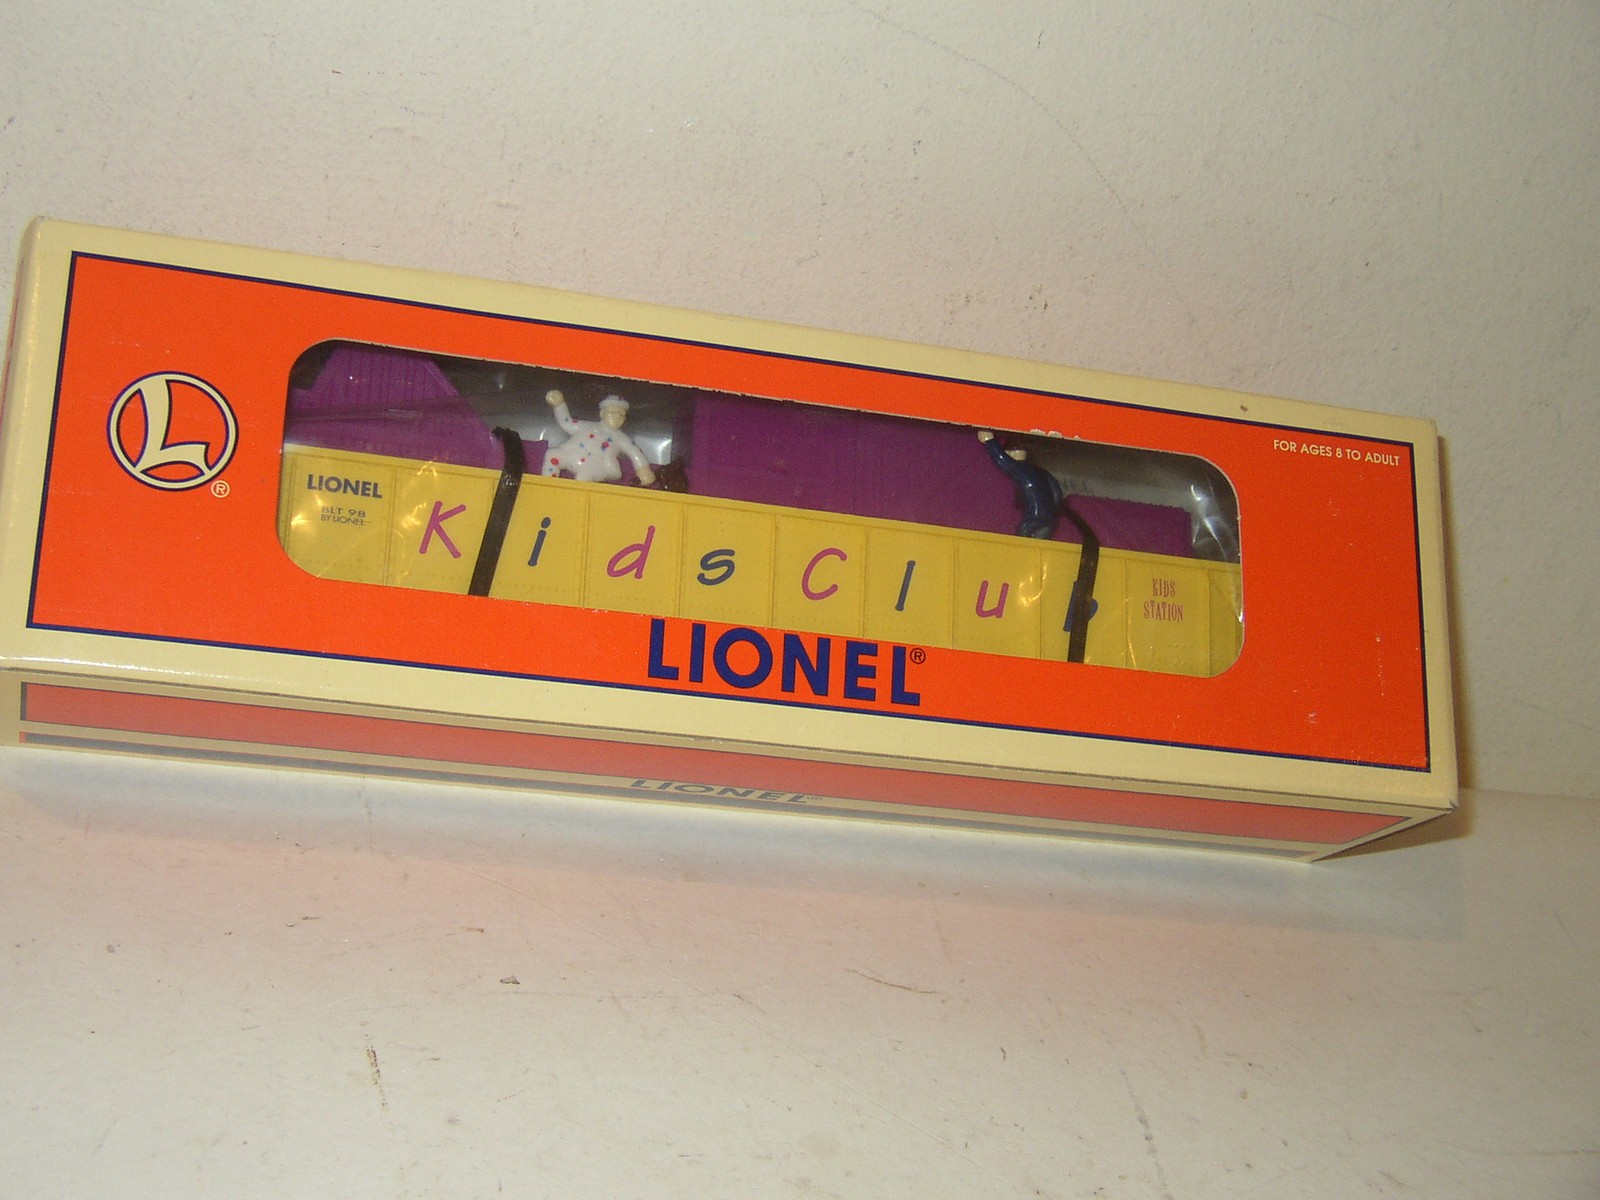 L
®
FOR AGES 8 TO ADULT
LIONEL
BLT 98
BY LIONEL
Kids Club
KIDS
STATION
LIONEL®
LIONEL